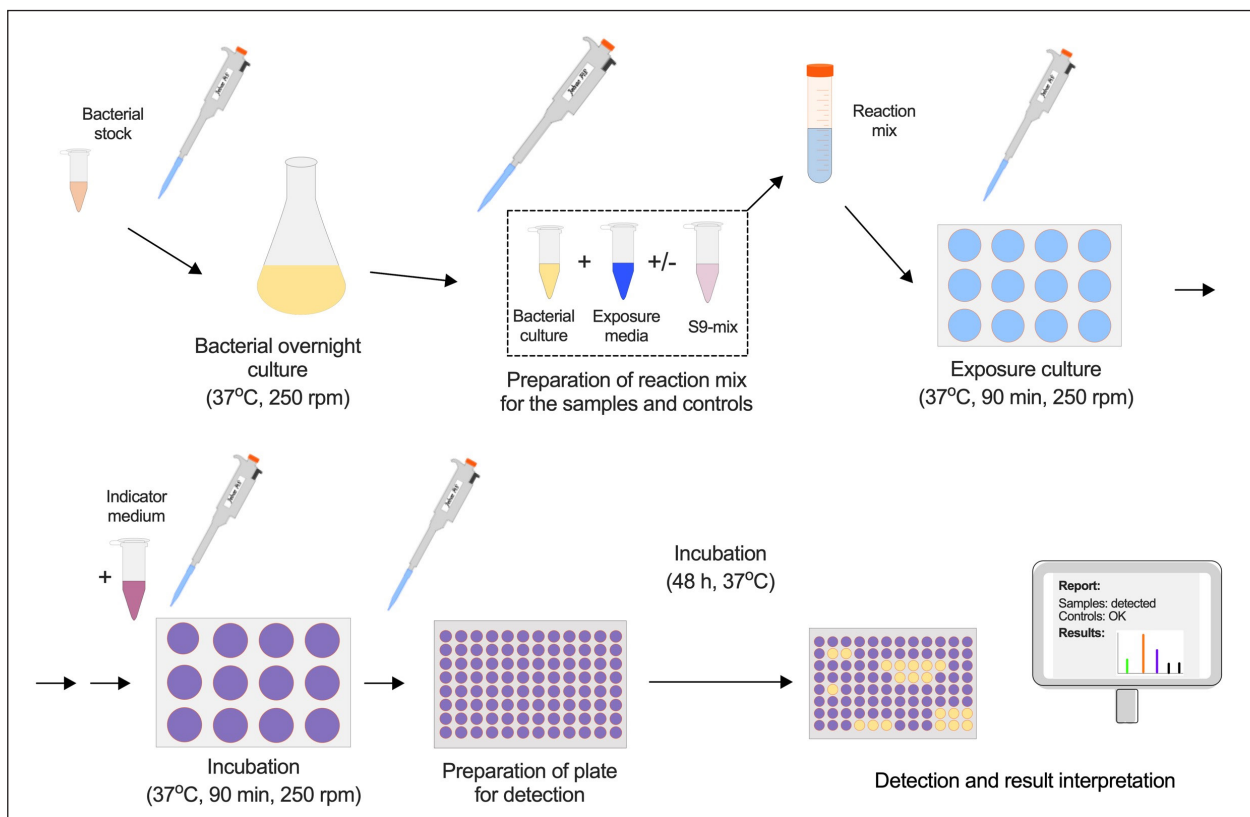 Bacterial
stock
Bacterial overnight
culture
(37°C, 250 rpm)
+
+/-
Bacterial
culture
Exposure
media
S9-mix
Preparation of reaction mix
for the samples and controls
Reaction
mix
Exposure culture
(37°C, 90 min, 250 rpm)
Indicator
medium
+
Incubation
(37°C, 90 min, 250 rpm)
Preparation of plate
for detection
Incubation
(48 h, 37°C)
Report:
Samples: detected
Controls: OK
Results:
Detection and result interpretation